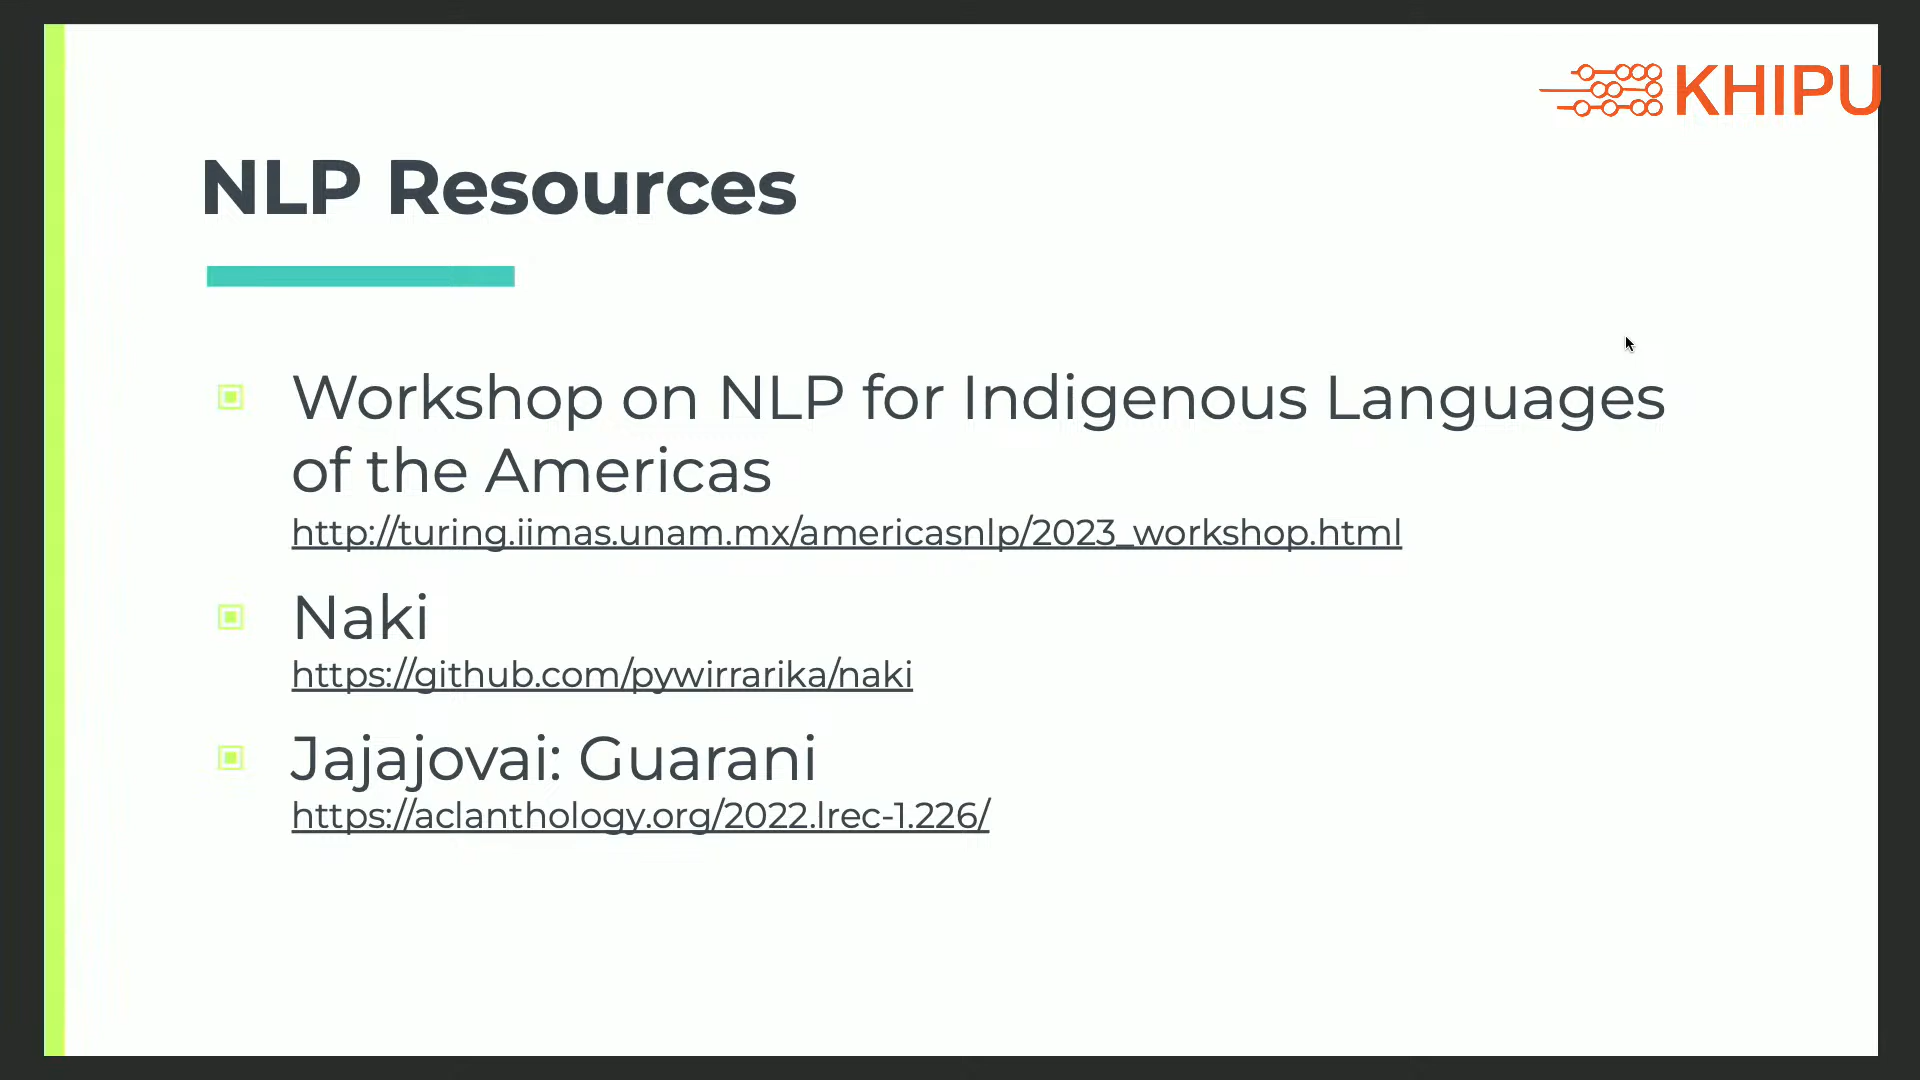 KHIPU
NLP Resources
Workshop on NLP for Indigenous Languages
of the Americas
http://turing.iimas.unam.mx/americasnlp/2023_workshop.html
Naki
https://github.com/pywirrarika/naki
Jajajovai: Guarani
https://aclanthology.org/2022.lrec-1.226/